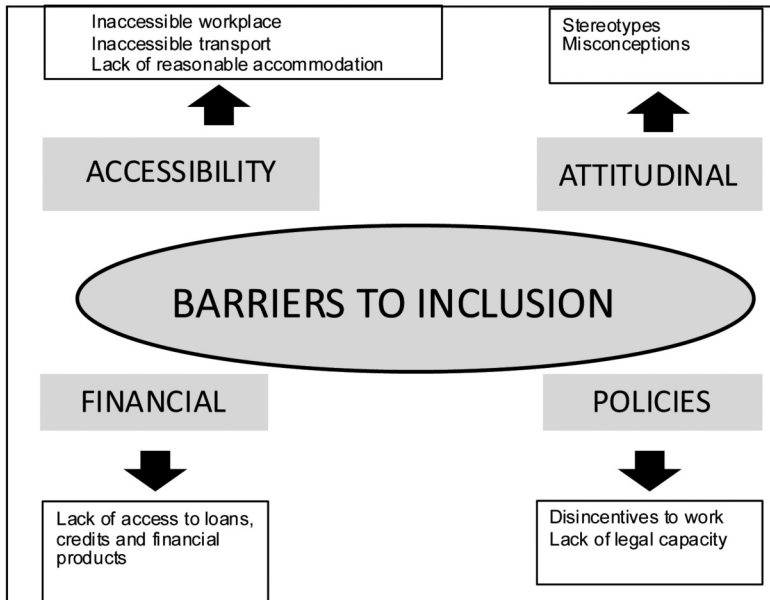 Inaccessible workplace
Inaccessible transport
Lack of reasonable accommodation
Stereotypes
Misconceptions
ACCESSIBILITY
ATTITUDINAL
BARRIERS TO INCLUSION
FINANCIAL
POLICIES
Lack of access to loans,
credits and financial
products
Disincentives to work
Lack of legal capacity